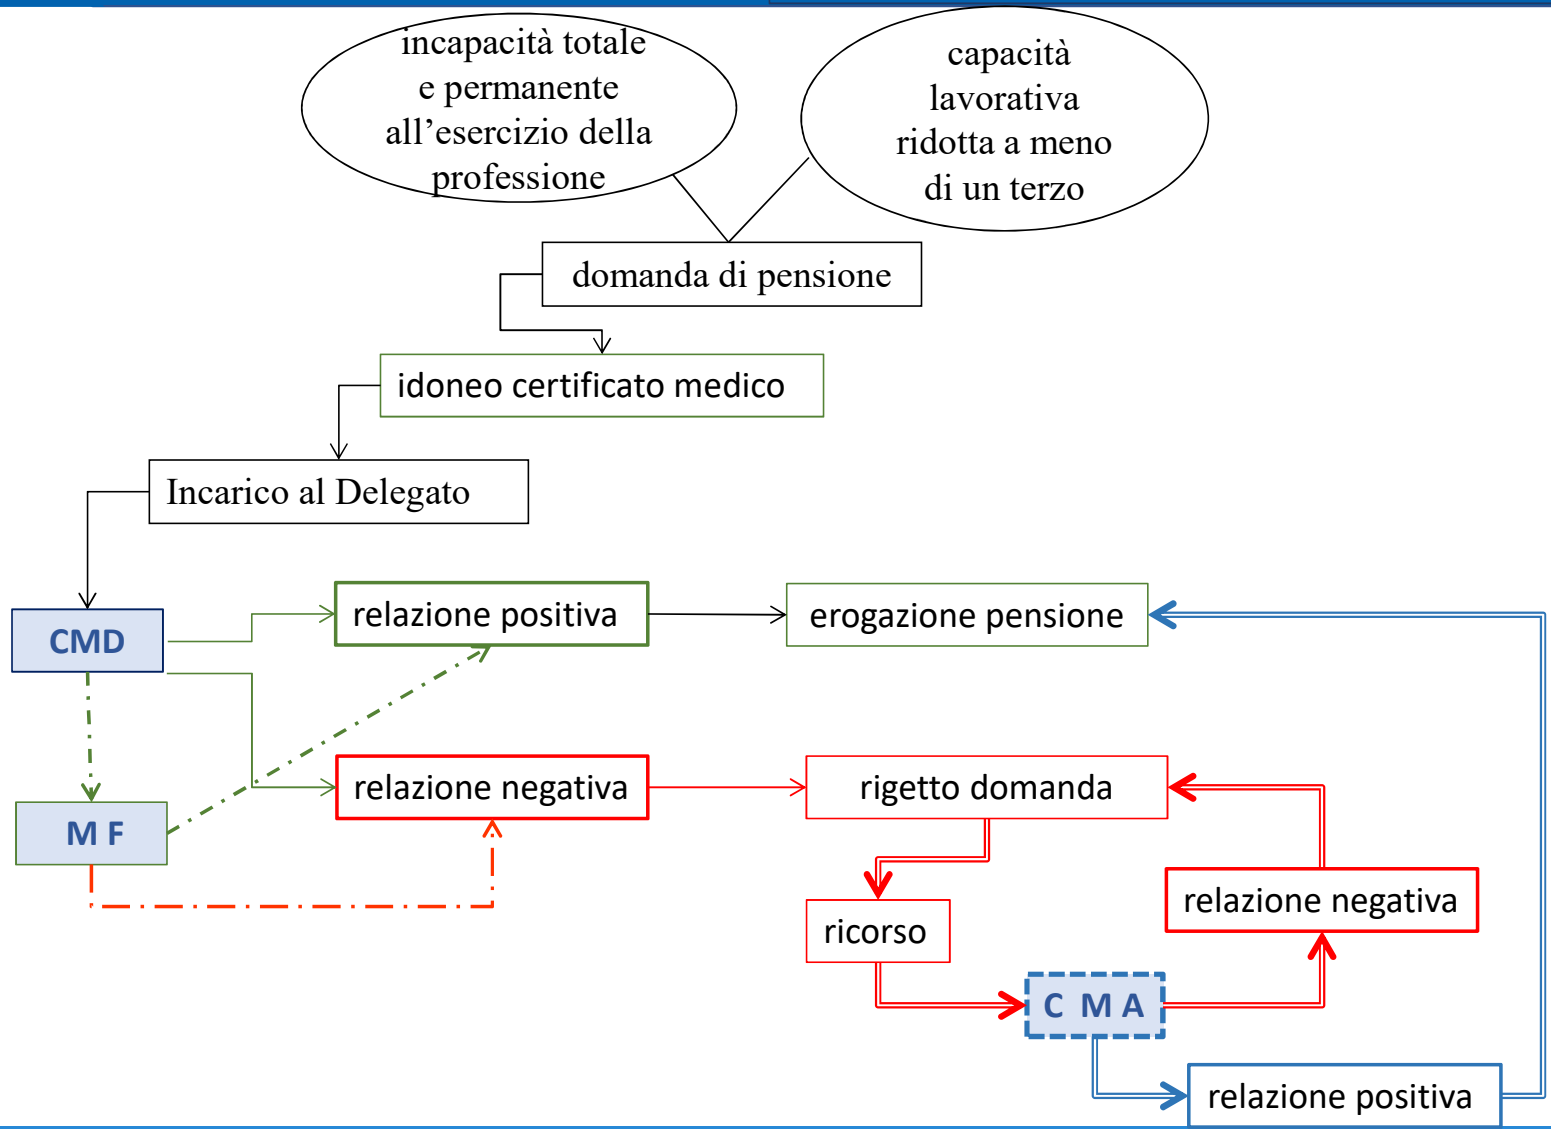 incapacità totale
e permanente
all’esercizio della
professione
capacità
lavorativa
ridotta a meno
di un terzo
domanda di pensione
idoneo certificato medico
Incarico al Delegato
CMD
relazione positiva
erogazione pensione
M F
relazione negativa
rigetto domanda
ricorso
relazione negativa
C M A
relazione positiva